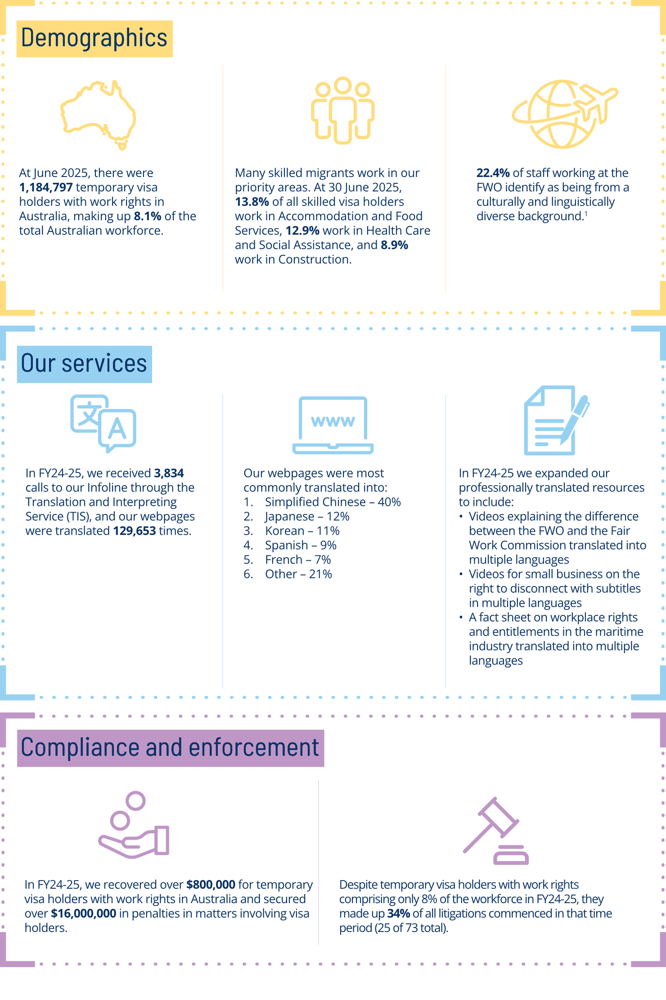 Demographics
At June 2025, there were
1,184,797 temporary visa
holders with work rights in
Australia, making up 8.1% of the
total Australian workforce.
Many skilled migrants work in our
priority areas. At 30 June 2025,
13.8% of all skilled visa holders
work in Accommodation and Food
Services, 12.9% work in Health Care
and Social Assistance, and 8.9%
work in Construction.
22.4% of staff working at the
FWO identify as being from a
culturally and linguistically
diverse background.1
Our services
文
A
In FY24-25, we received 3,834
calls to our Infoline through the
Translation and Interpreting
Service (TIS), and our webpages
were translated 129,653 times.
www
Our webpages were most
commonly translated into:
1. Simplified Chinese – 40%
2. Japanese – 12%
3. Korean – 11%
4. Spanish – 9%
5. French – 7%
6. Other – 21%
In FY24-25 we expanded our
professionally translated resources
to include:
• Videos explaining the difference
between the FWO and the Fair
Work Commission translated into
multiple languages
• Videos for small business on the
right to disconnect with subtitles
in multiple languages
• A fact sheet on workplace rights
and entitlements in the maritime
industry translated into multiple
languages
Compliance and enforcement
In FY24-25, we recovered over $800,000 for temporary
visa holders with work rights in Australia and secured
over $16,000,000 in penalties in matters involving visa
holders.
Despite temporary visa holders with work rights
comprising only 8% of the workforce in FY24-25, they
made up 34% of all litigations commenced in that time
period (25 of 73 total).